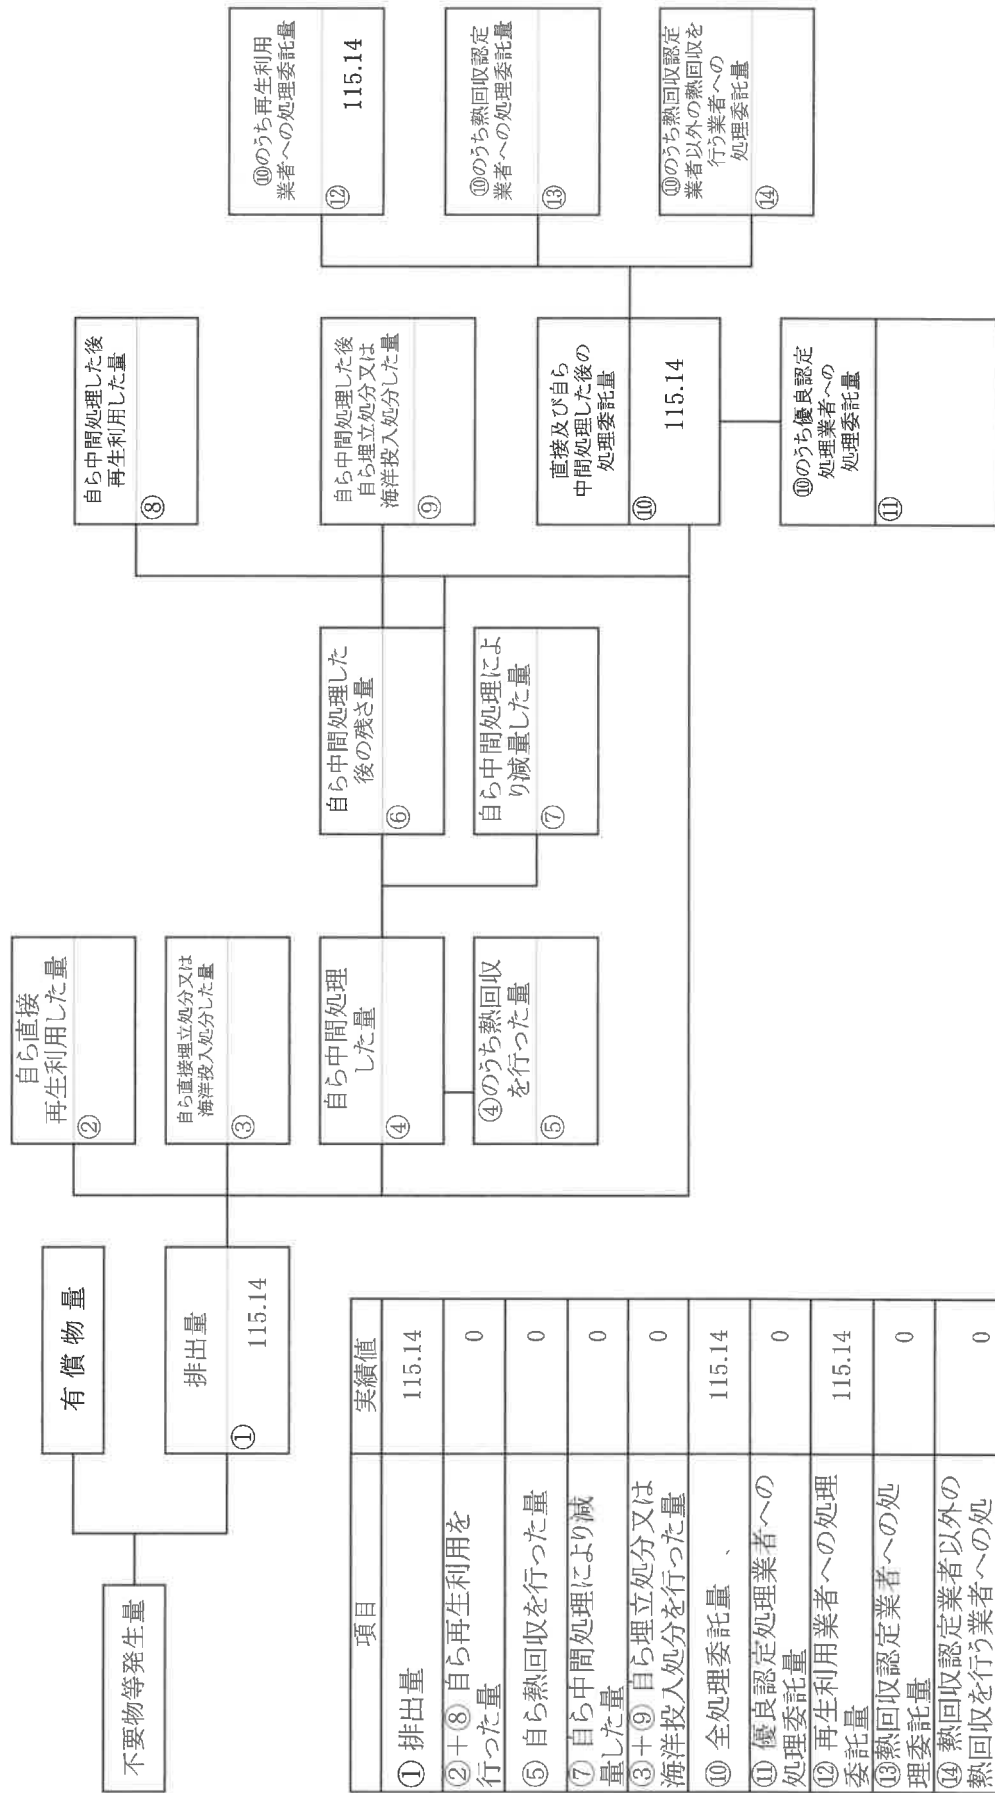 不要物等発生量
有償物量
排出量
①
115.14
自ら直接
再生利用した量
②
自ら直接埋立処分又は
海洋投入処分した量
③
自ら中間処理
した量
④
④のうち熱回収
を行った量
⑤
自ら中間処理した
後の残さ量
⑥
自ら中間処理によ
り減量した量
⑦
自ら中間処理した後
再生利用した量
⑧
自ら中間処理した後
自ら埋立処分又は
海洋投入処分した量
⑨
直接及び自ら
中間処理した後の
処理委託量
⑩
115.14
⑩のうち優良認定
処理業者への
処理委託量
⑪
⑩のうち再生利用
業者への処理委託量
⑫
115.14
⑩のうち熱回収認定
業者への処理委託量
⑬
⑩のうち熱回収認定
業者以外の熱回収を
行う業者への
処理委託量
⑭
項目 実績値
①排出量 115.14
②+⑧ 自ら再生利用を
行った量 0
⑤ 自ら熱回収を行った量 0
⑦ 自ら中間処理により減
量した量 0
③+⑨ 自ら埋立処分又は
海洋投入処分を行った量 0
⑩ 全処理委託量 、 115.14
⑪ 優良認定処理業者への
処理委託量 0
⑫ 再生利用業者への処理
委託量 115.14
⑬熱回収認定業者への処
理委託量 0
⑭ 熱回収認定業者以外の
熱回収を行う業者への処 0